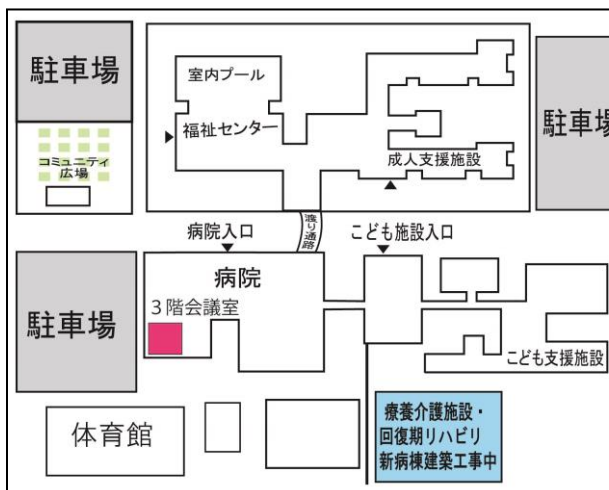 駐車場
室内プール
福祉センター
成人支援施設
駐車場
コミュニティ
広場
渡り通路
病院入口
こども施設入口
病院
3階会議室
駐車場
こども支援施設
体育館
療養介護施設・
回復期リハビリ
新病棟建築工事中